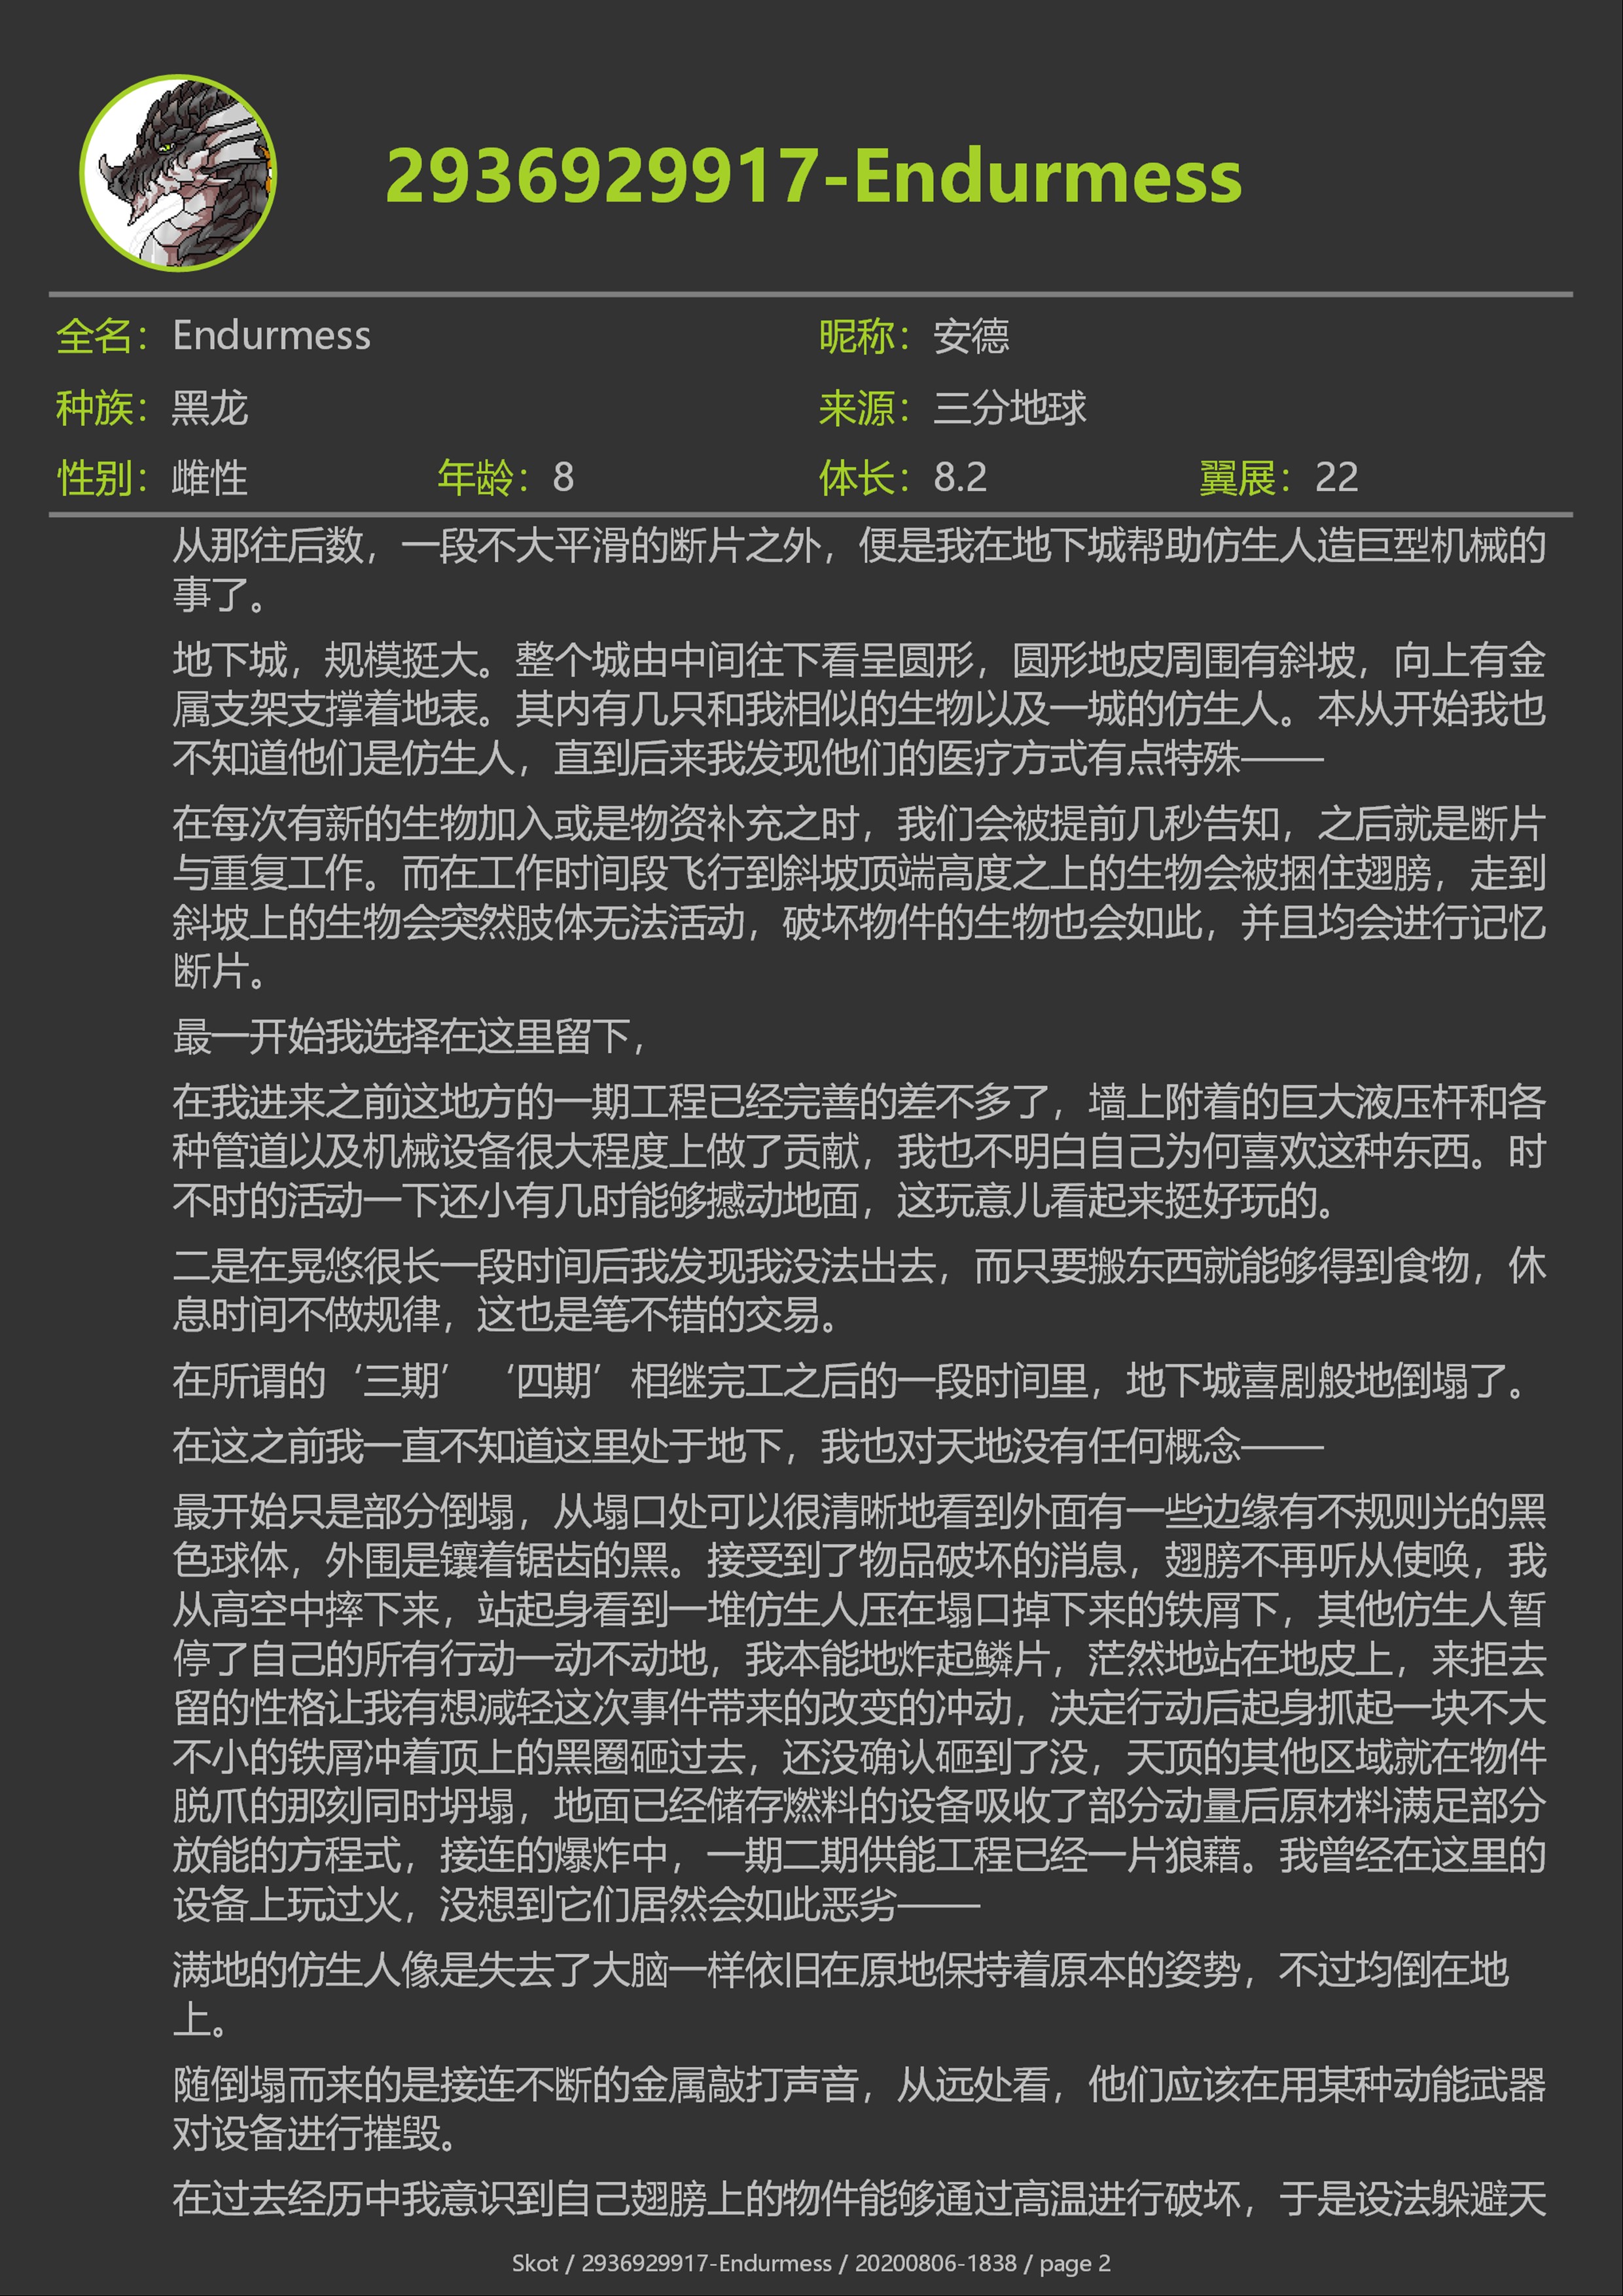 2936929917-Endurmess
全名：Endurmess 昵称：安德
种族：黑龙 来源：三分地球
性别：雌性 年龄：8 体长：8.2 翼展：22
从那往后数，一段不大平滑的断片之外，便是我在地下城帮助仿生人造巨型机械的
事了。
地下城，规模挺大。整个城由中间往下看呈圆形，圆形地皮周围有斜坡，向上有金
属支架支撑着地表。其内有几只和我相似的生物以及一城的仿生人。本从开始我也
不知道他们是仿生人，直到后来我发现他们的医疗方式有点特殊——
在每次有新的生物加入或是物资补充之时，我们会被提前几秒告知，之后就是断片
与重复工作。而在工作时间段飞行到斜坡顶端高度之上的生物会被捆住翅膀，走到
斜坡上的生物会突然肢体无法活动，破坏物件的生物也会如此，并且均会进行记忆
断片。
最一开始我选择在这里留下，
在我进来之前这地方的一期工程已经完善的差不多了，墙上附着的巨大液压杆和各
种管道以及机械设备很大程度上做了贡献，我也不明白自己为何喜欢这种东西。时
不时的活动一下还小有几时能够撼动地面，这玩意儿看起来挺好玩的。
二是在晃悠很长一段时间后我发现我没法出去，而只要搬东西就能够得到食物，休
息时间不做规律，这也是笔不错的交易。
在所谓的‘三期’ ‘四期’相继完工之后的一段时间里，地下城喜剧般地倒塌了。
在这之前我一直不知道这里处于地下，我也对天地没有任何概念——
最开始只是部分倒塌，从塌口处可以很清晰地看到外面有一些边缘有不规则光的黑
色球体，外围是镶着锯齿的黑。接受到了物品破坏的消息，翅膀不再听从使唤，我
从高空中摔下来，站起身看到一堆仿生人压在塌口掉下来的铁屑下，其他仿生人暂
停了自己的所有行动一动不动地，我本能地炸起鳞片，茫然地站在地皮上，来拒去
留的性格让我有想减轻这次事件带来的改变的冲动，决定行动后起身抓起一块不大
不小的铁屑冲着顶上的黑圈砸过去，还没确认砸到了没，天顶的其他区域就在物件
脱爪的那刻同时坍塌，地面已经储存燃料的设备吸收了部分动量后原材料满足部分
放能的方程式，接连的爆炸中，一期二期供能工程已经一片狼藉。我曾经在这里的
设备上玩过火，没想到它们居然会如此恶劣——
满地的仿生人像是失去了大脑一样依旧在原地保持着原本的姿势，不过均倒在地
上。
随倒塌而来的是接连不断的金属敲打声音，从远处看，他们应该在用某种动能武器
对设备进行摧毁。
在过去经历中我意识到自己翅膀上的物件能够通过高温进行破坏，于是设法躲避天
Skot / 2936929917-Endurmess / 20200806-1838 / page 2